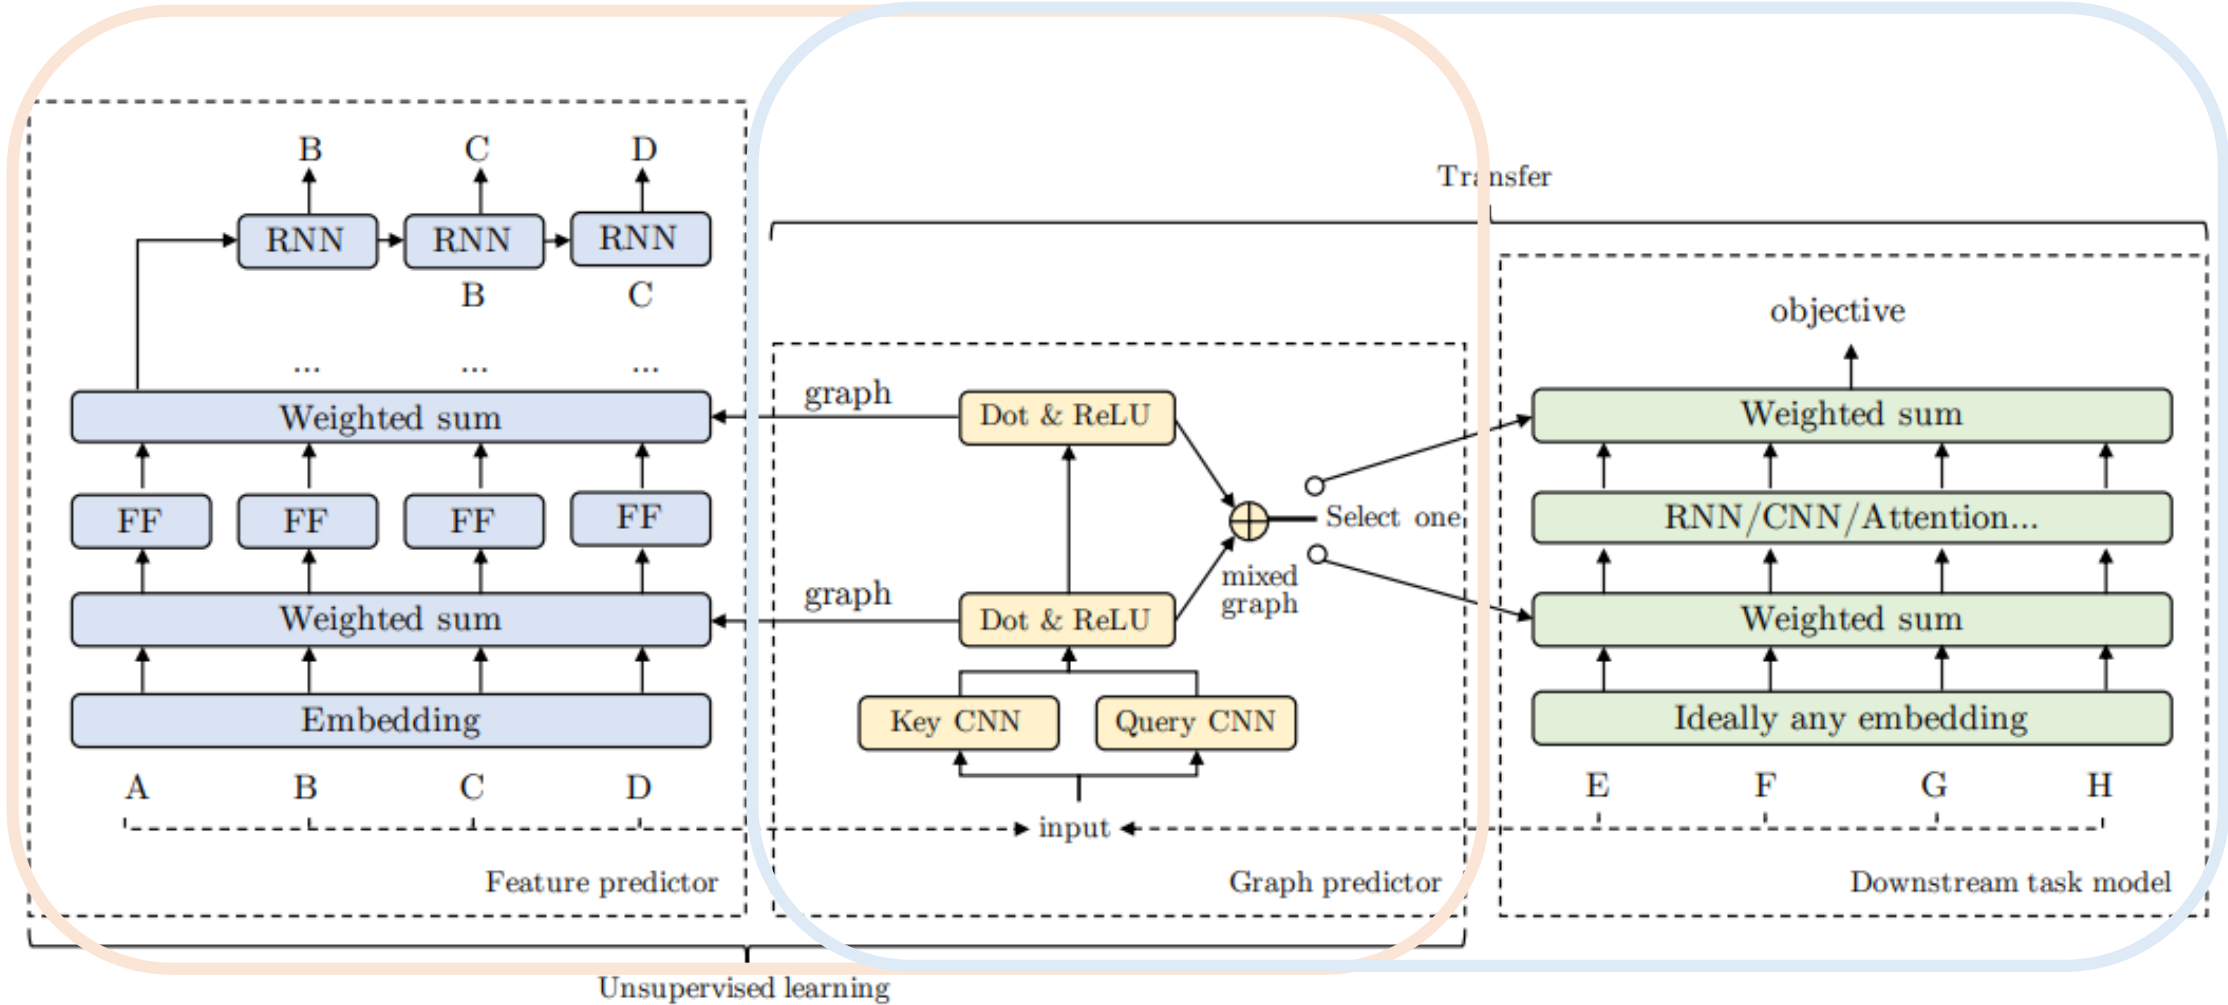 B C D
RNN RNN RNN
B C
... ... ...
Weighted sum
FF FF FF FF
Weighted sum
Embedding
A B C D
Feature predictor
Unsupervised learning
graph
Dot & ReLU
graph
Dot & ReLU
Select one
mixed
graph
Key CNN Query CNN
input
Graph predictor
Transfer
objective
Weighted sum
RNN/CNN/Attention...
Weighted sum
Ideally any embedding
E F G H
Downstream task model